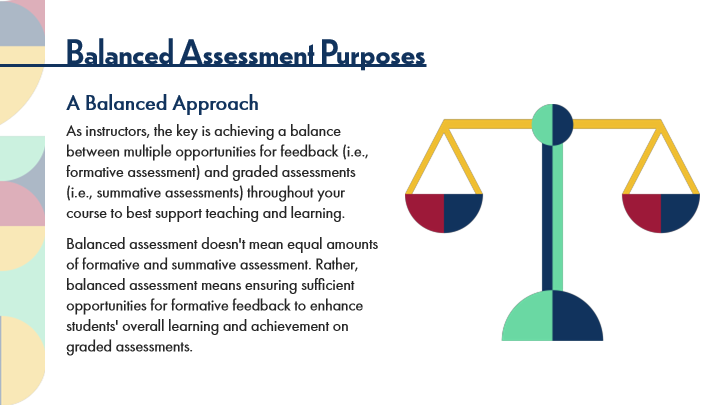 Balanced Assessment Purposes
A Balanced Approach
As instructors, the key is achieving a balance
between multiple opportunities for feedback (i.e.,
formative assessment) and graded assessments
(i.e., summative assessments) throughout your
course to best support teaching and learning.
Balanced assessment doesn't mean equal amounts
of formative and summative assessment. Rather,
balanced assessment means ensuring sufficient
opportunities for formative feedback to enhance
students' overall learning and achievement on
graded assessments.